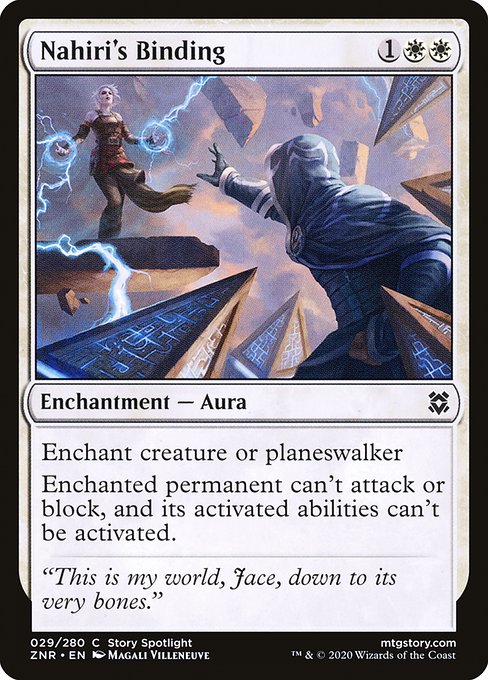 Nahiri's Binding 1
Enchantment — Aura
Enchant creature or planeswalker
Enchanted permanent can't attack or
block, and its activated abilities can't
be activated.
“This is my world, Jace, down to its
very bones.”
029/280 C Story Spotlight mtgstory.com
ZNR • EN Magali Villeneuve ™ & © 2020 Wizards of the Coast